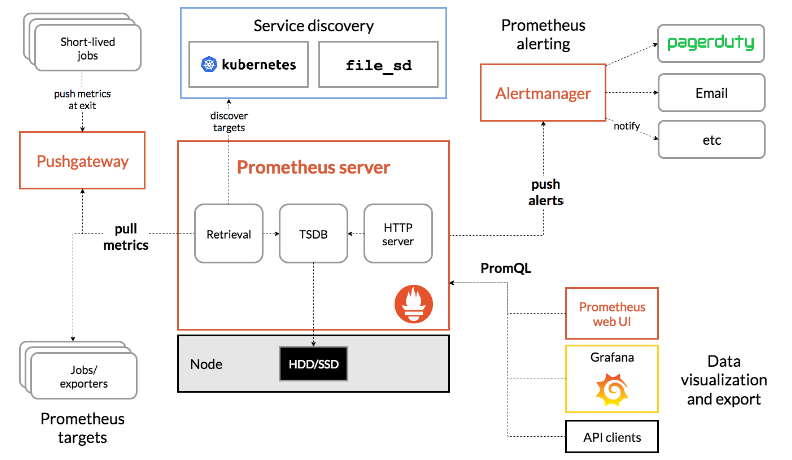 Short-lived
jobs
push metrics
at exit
Pushgateway
pull
metrics
Jobs/
exporters
Prometheus
targets
Service discovery
kubernetes
file_sd
discover
targets
Prometheus server
Retrieval
TSDB
HTTP
server
Node
HDD/SSD
Prometheus
alerting
Alertmanager
pagerduty
Email
notify
etc
push
alerts
PromQL
Prometheus
web UI
Grafana
API clients
Data
visualization
and export